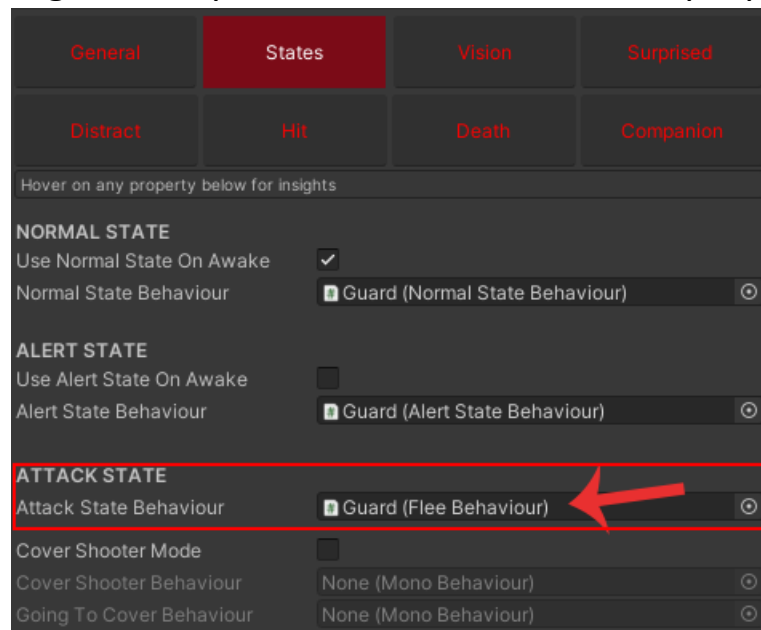 General States Vision Surprised
Distract Hit Death Companion
Hover on any property below for insights
NORMAL STATE
Use Normal State On Awake
Normal State Behaviour Guard (Normal State Behaviour)
ALERT STATE
Use Alert State On Awake
Alert State Behaviour Guard (Alert State Behaviour)
ATTACK STATE
Attack State Behaviour Guard (Flee Behaviour)
Cover Shooter Mode
Cover Shooter Behaviour None (Mono Behaviour)
Going To Cover Behaviour None (Mono Behaviour)